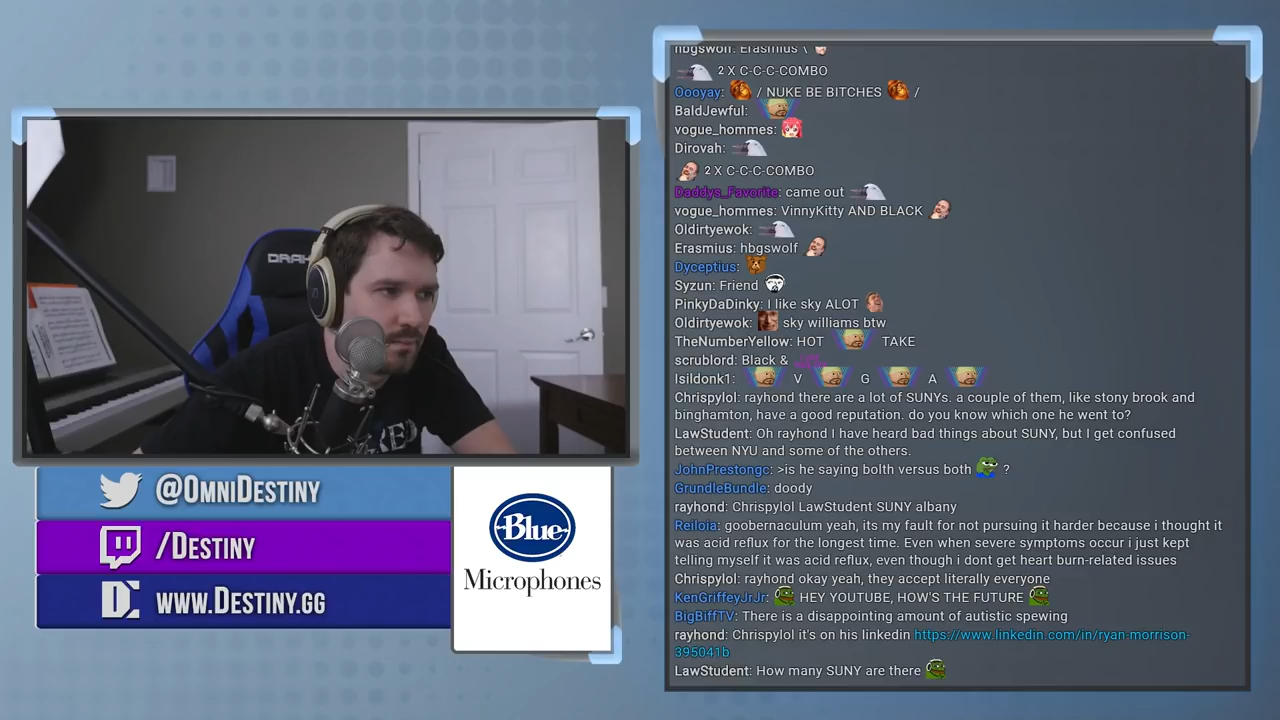 hbgswolf: Erasmius \
2 X C-C-C-COMBO
Oooyay: / NUKE BE BITCHES /
BaldJewful:
vogue_hommes:
Dirovah:
2 X C-C-C-COMBO
Daddys_Favorite: came out
vogue_hommes: VinnyKitty AND BLACK
Oldirtyewok:
Erasmius: hbgswolf
Dyceptius:
Syzun: Friend
PinkyDaDinky: I like sky ALOT
Oldirtyewok: sky williams btw
TheNumberYellow: HOT TAKE
scrublord: Black &
Isildonk1: V G A
Chrispylol: rayhond there are a lot of SUNYs. a couple of them, like stony brook and
binghamton, have a good reputation. do you know which one he went to?
LawStudent: Oh rayhond I have heard bad things about SUNY, but I get confused
between NYU and some of the others.
JohnPrestongc: >is he saying bolth versus both ?
GrundleBundle: doody
rayhond: Chrispylol LawStudent SUNY albany
Reiloia: goobernaculum yeah, its my fault for not pursuing it harder because i thought it
was acid reflux for the longest time. Even when severe symptoms occur i just kept
telling myself it was acid reflux, even though i dont get heart burn-related issues
Chrispylol: rayhond okay yeah, they accept literally everyone
KenGriffeyJrJr: HEY YOUTUBE, HOW'S THE FUTURE
BigBiffTV: There is a disappointing amount of autistic spewing
rayhond: Chrispylol it's on his linkedin https://www.linkedin.com/in/ryan-morrison-
395041b
LawStudent: How many SUNY are there
@OmniDestiny
/Destiny
www.Destiny.gg
Blue
Microphones